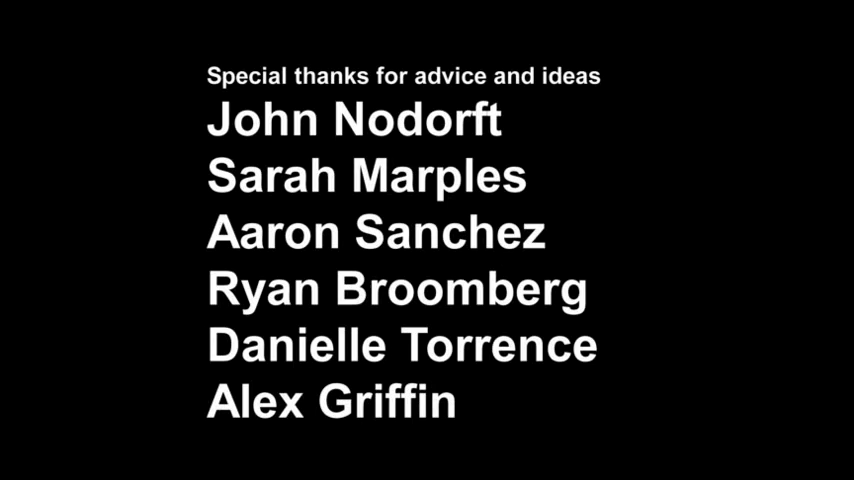 Special thanks for advice and ideas
John Nodorft
Sarah Marples
Aaron Sanchez
Ryan Broomberg
Danielle Torrence
Alex Griffin